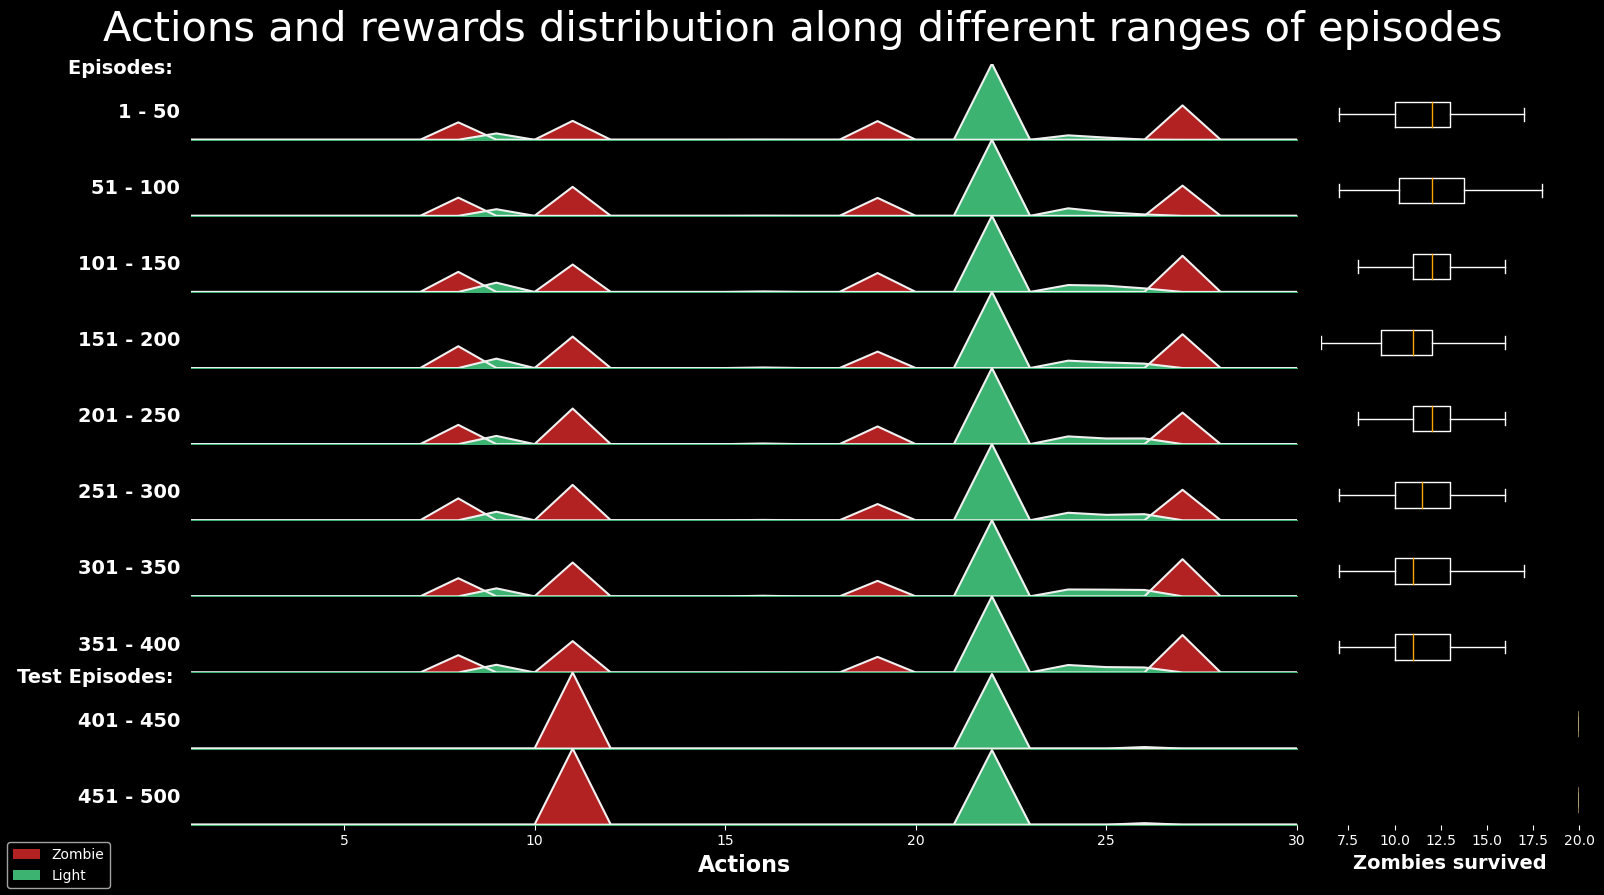 Actions and rewards distribution along different ranges of episodes
Episodes:
1 - 50
51 - 100
101 - 150
151 - 200
201 - 250
251 - 300
301 - 350
351 - 400
Test Episodes:
401 - 450
451 - 500
5 10 15 20 25 30 7.5 10.0 12.5 15.0 17.5 20.0
Actions Zombies survived
Zombie
Light